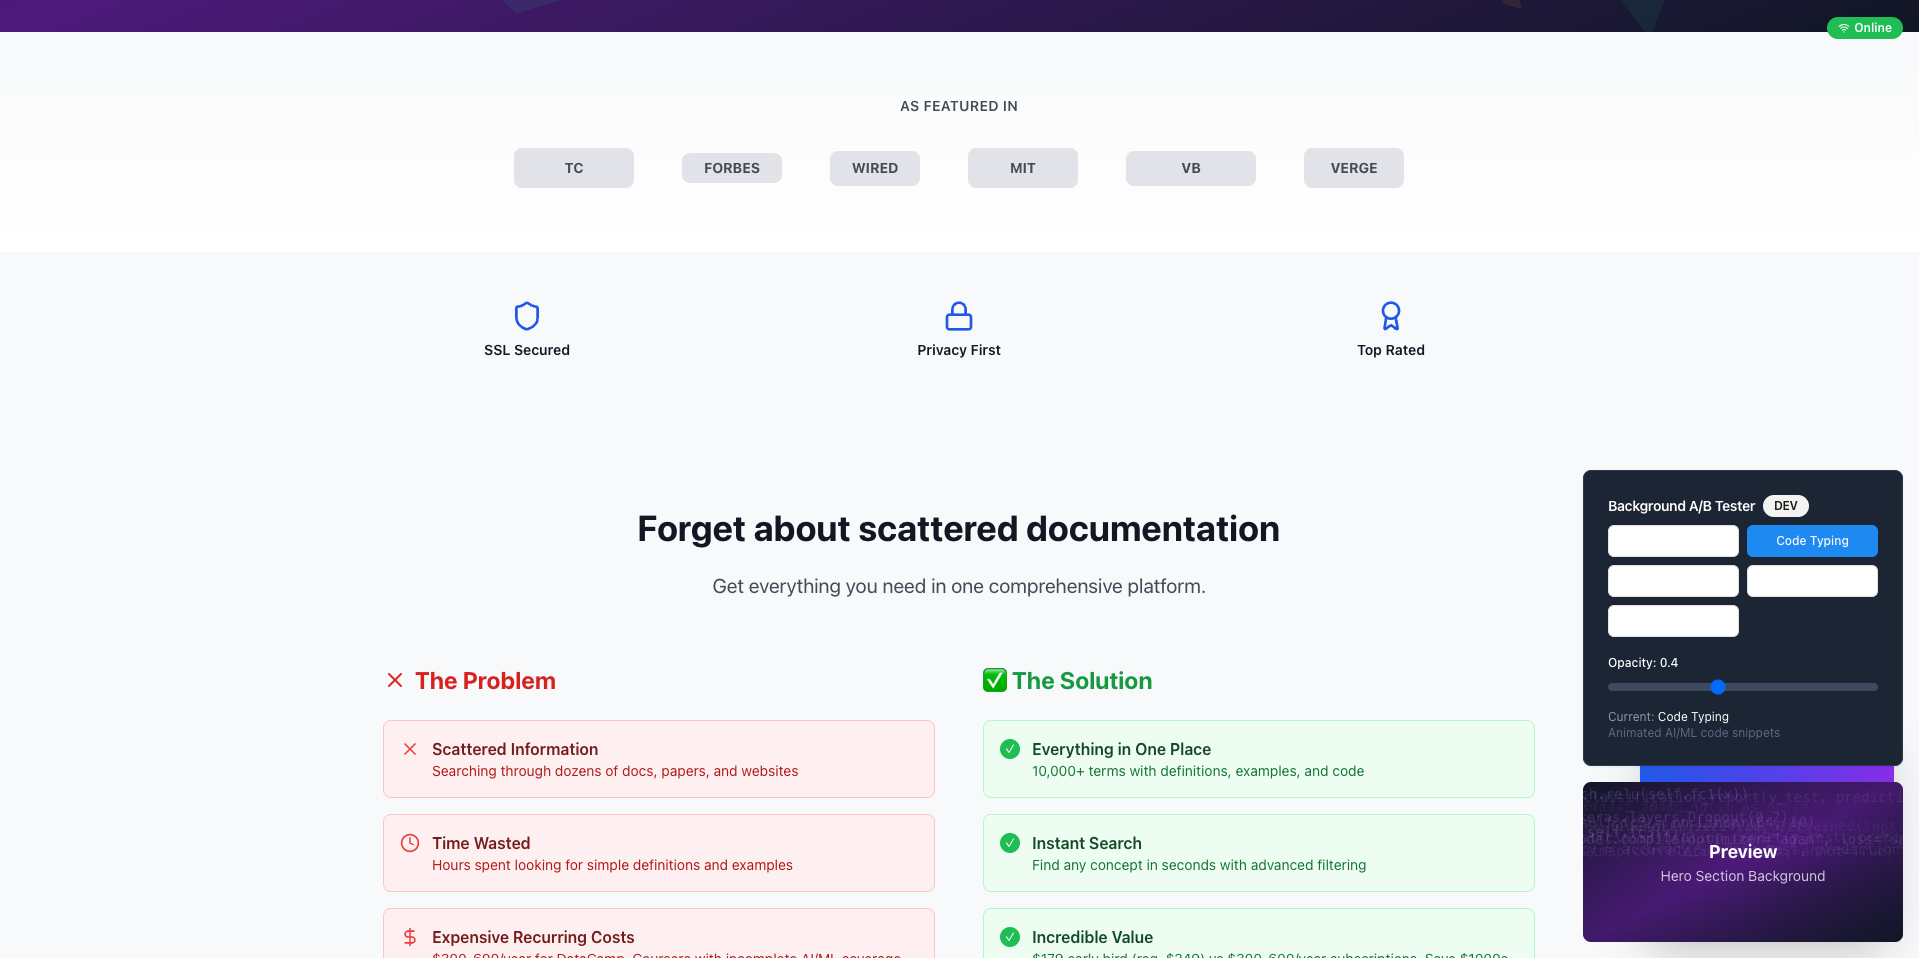 Online
AS FEATURED IN
TC
FORBES
WIRED
MIT
VB
VERGE
SSL Secured
Privacy First
Top Rated
Forget about scattered documentation
Get everything you need in one comprehensive platform.
The Problem
Scattered Information
Searching through dozens of docs, papers, and websites
Time Wasted
Hours spent looking for simple definitions and examples
Expensive Recurring Costs
✅ The Solution
Everything in One Place
10,000+ terms with definitions, examples, and code
Instant Search
Find any concept in seconds with advanced filtering
Incredible Value
Background A/B Tester DEV
Code Typing
Opacity: 0.4
Current: Code Typing
Animated AI/ML code snippets
Preview
Hero Section Background